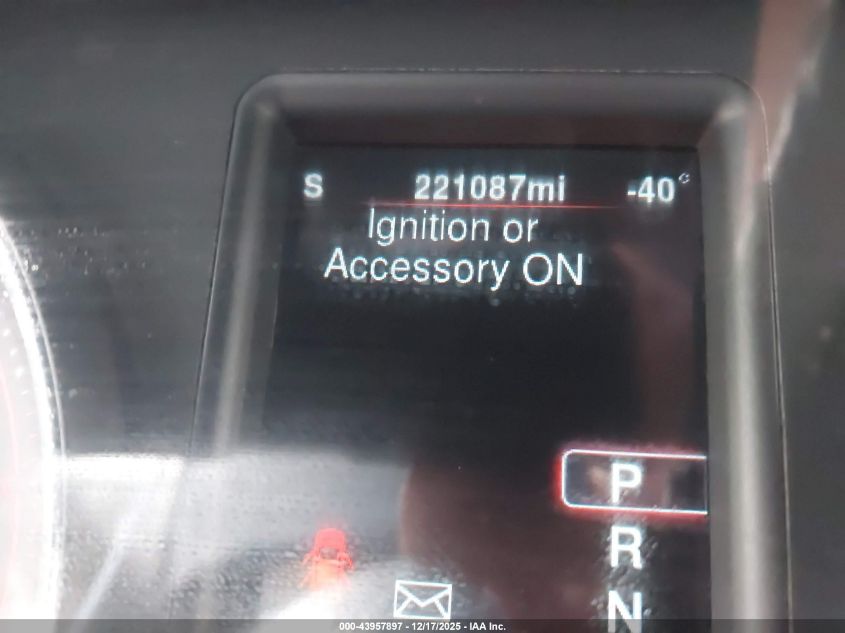 S 221087mi -40°
Ignition or
Accessory ON
P
R
N
000-43957897 - 12/17/2025 - IAA Inc.